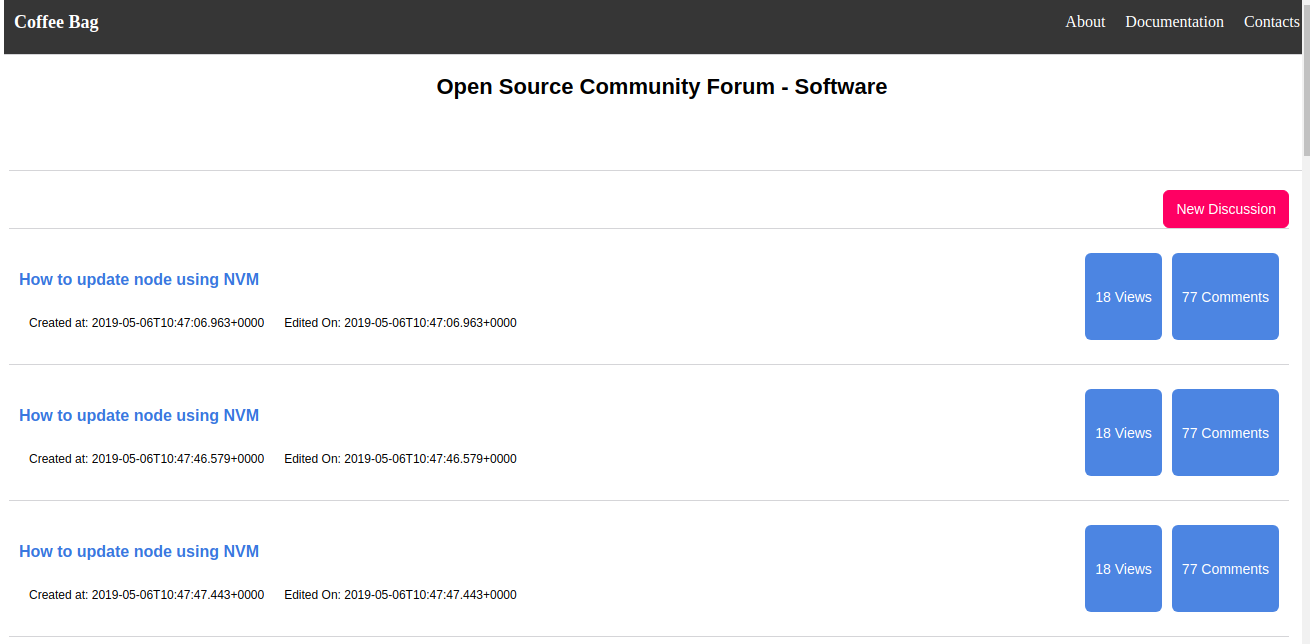 Coffee Bag About Documentation Contacts
Open Source Community Forum - Software
New Discussion
How to update node using NVM
18 Views 77 Comments
Created at: 2019-05-06T10:47:06.963+0000 Edited On: 2019-05-06T10:47:06.963+0000
How to update node using NVM
18 Views 77 Comments
Created at: 2019-05-06T10:47:46.579+0000 Edited On: 2019-05-06T10:47:46.579+0000
How to update node using NVM
18 Views 77 Comments
Created at: 2019-05-06T10:47:47.443+0000 Edited On: 2019-05-06T10:47:47.443+0000